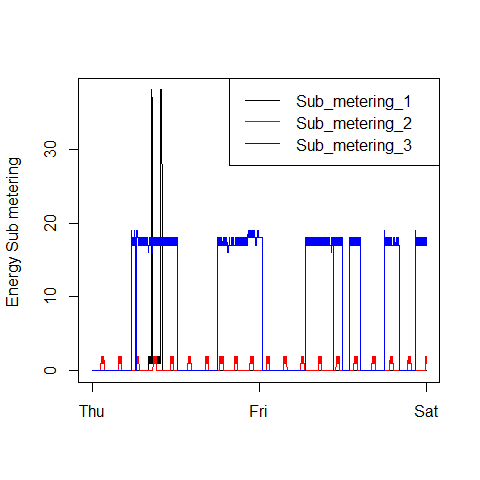 Sub_metering_1
Sub_metering_2
Sub_metering_3
Energy Sub metering
30
20
10
0
Thu Fri Sat